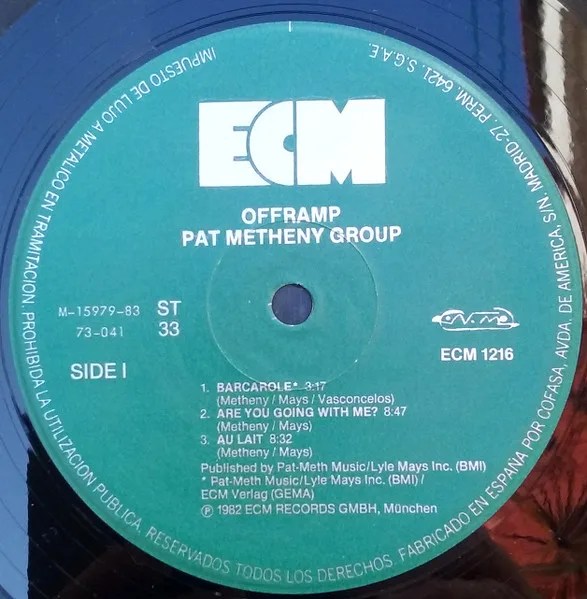 IMPUESTO DE LUJO A METALICO EN TRAMITACION. PROHIBIDA LA UTILIZACION PUBLICA. RESERVADOS TODOS LOS DERECHOS. FABRICADO EN ESPAÑA POR COFASA, AVDA. DE AMERICA, S/N. MADRID-27. PERM. 6421. S.G.A.E.
ECM
OFFRAMP
PAT METHENY GROUP
M-15979-83 ST
73-041 33
SIDE I
ECM 1216
1. BARCAROLE* 3:17
(Metheny / Mays / Vasconcelos)
2. ARE YOU GOING WITH ME? 8:47
(Metheny / Mays)
3. AU LAIT 8:32
(Metheny / Mays)
Published by Pat-Meth Music/Lyle Mays Inc. (BMI)
* Pat-Meth Music/Lyle Mays Inc. (BMI) /
ECM Verlag (GEMA)
℗ 1982 ECM RECORDS GMBH, München